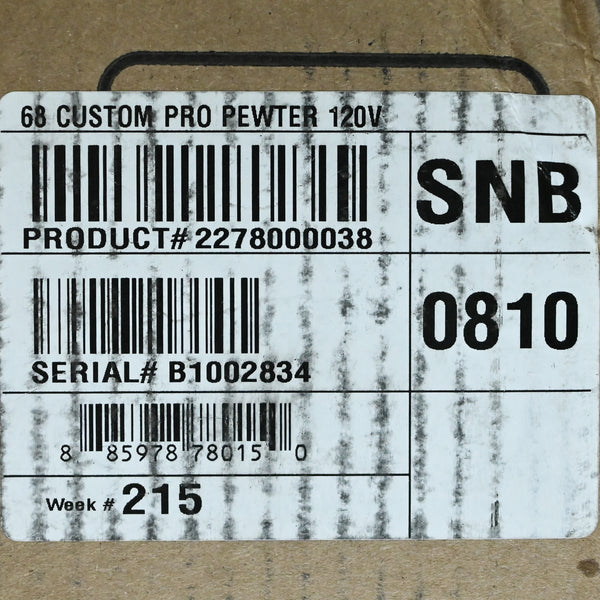 68 CUSTOM PRO PEWTER 120V
PRODUCT# 2278000038
SNB
SERIAL# B1002834
0810
8 85978 78015 0
Week # 215